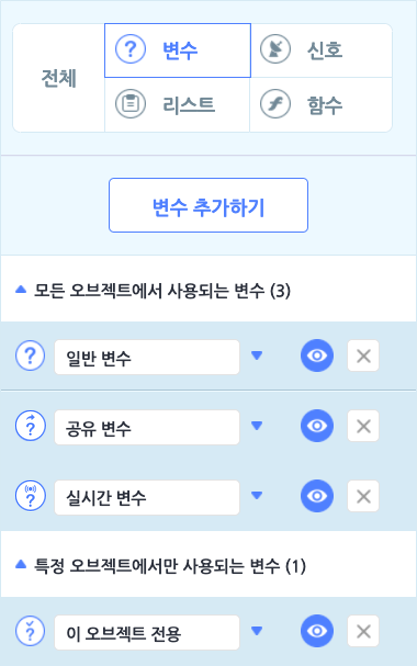 전체
변수
신호
리스트
함수
변수 추가하기
모든 오브젝트에서 사용되는 변수 (3)
일반 변수
공유 변수
실시간 변수
특정 오브젝트에서만 사용되는 변수 (1)
이 오브젝트 전용